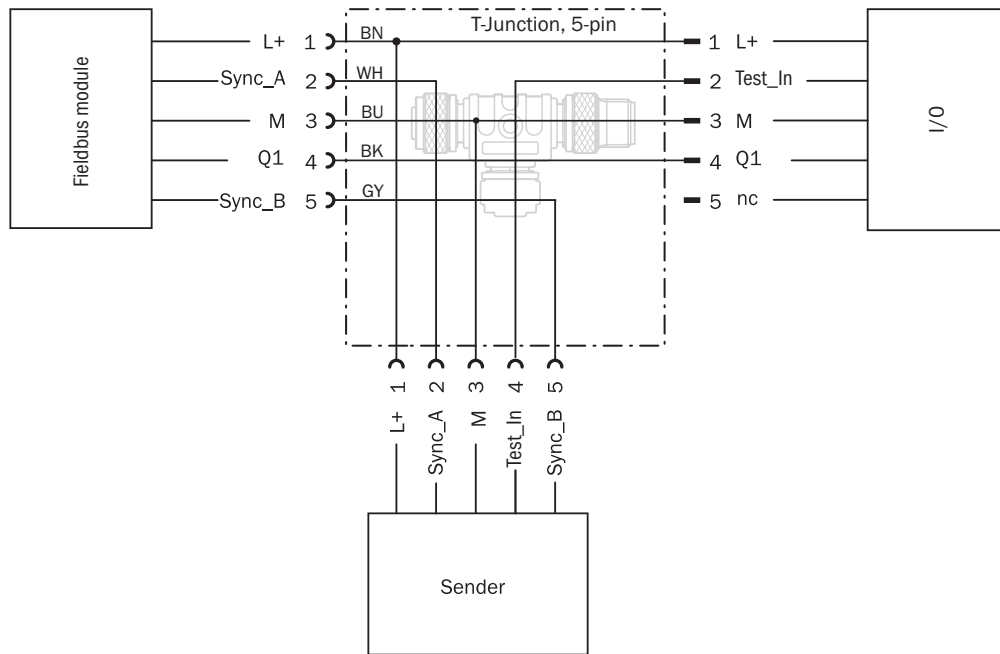 T-Junction, 5-pin
Fieldbus module
L+ 1 BN 1 L+
Sync_A 2 WH 2 Test_In
M 3 BU 3 M
Q1 4 BK 4 Q1
Sync_B 5 GY 5 nc
I/O
1 2 3 4 5
L+ Sync_A M Test_In Sync_B
Sender